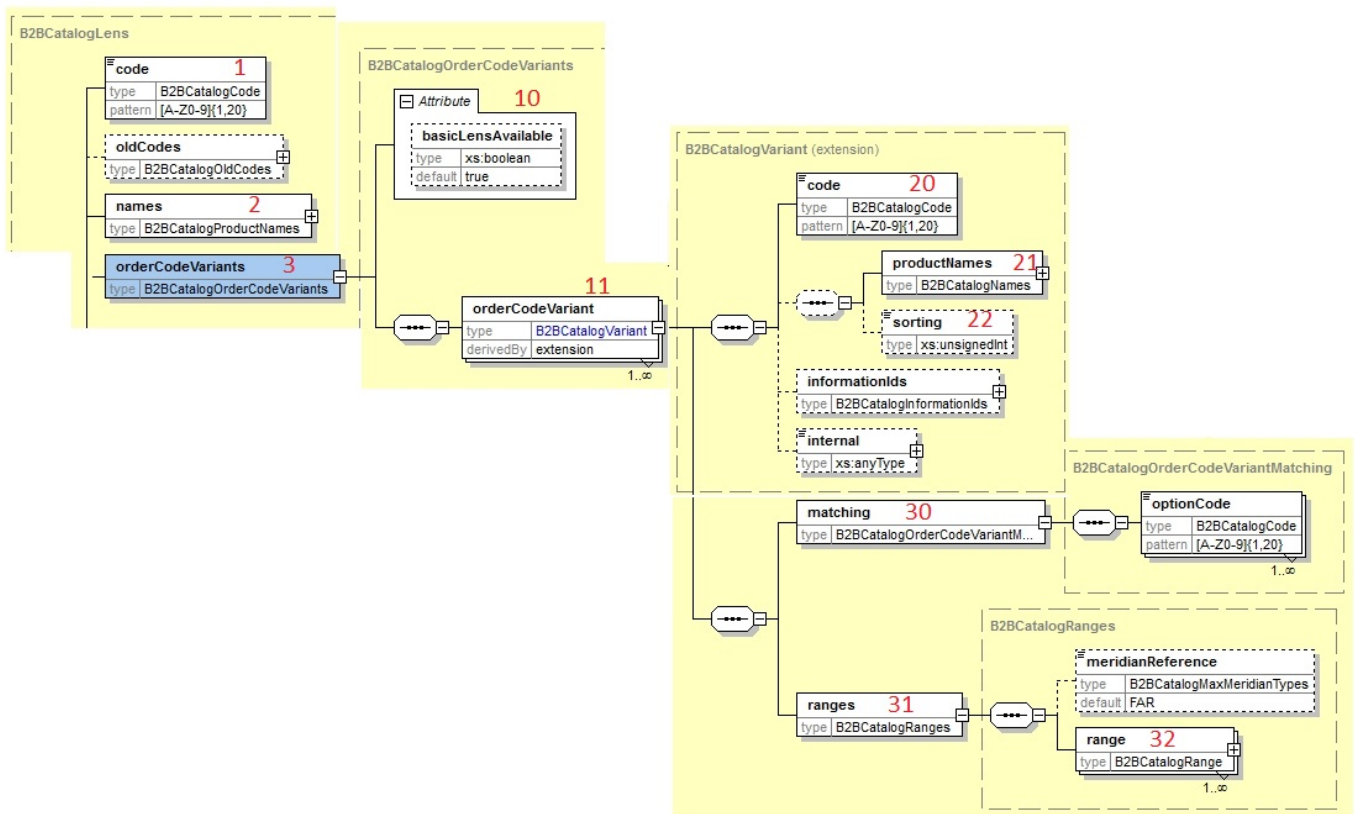 B2BCatalogLens
code 1
type B2BCatalogCode
pattern [A-Z0-9]{1,20}
oldCodes
type B2BCatalogOldCodes
names 2
type B2BCatalogProductNames
orderCodeVariants 3
type B2BCatalogOrderCodeVariants
B2BCatalogOrderCodeVariants
Attribute 10
basicLensAvailable
type xs:boolean
default true
11
orderCodeVariant
type B2BCatalogVariant
derivedBy extension
1..∞
B2BCatalogVariant (extension)
code 20
type B2BCatalogCode
pattern [A-Z0-9]{1,20}
productNames 21
type B2BCatalogNames
sorting 22
type xs:unsignedInt
informationIds
type B2BCatalogInformationIds
internal
type xs:anyType
matching 30
type B2BCatalogOrderCodeVariantM...
B2BCatalogOrderCodeVariantMatching
optionCode
type B2BCatalogCode
pattern [A-Z0-9]{1,20}
1..∞
ranges 31
type B2BCatalogRanges
B2BCatalogRanges
meridianReference
type B2BCatalogMaxMeridianTypes
default FAR
range 32
type B2BCatalogRange
1..∞